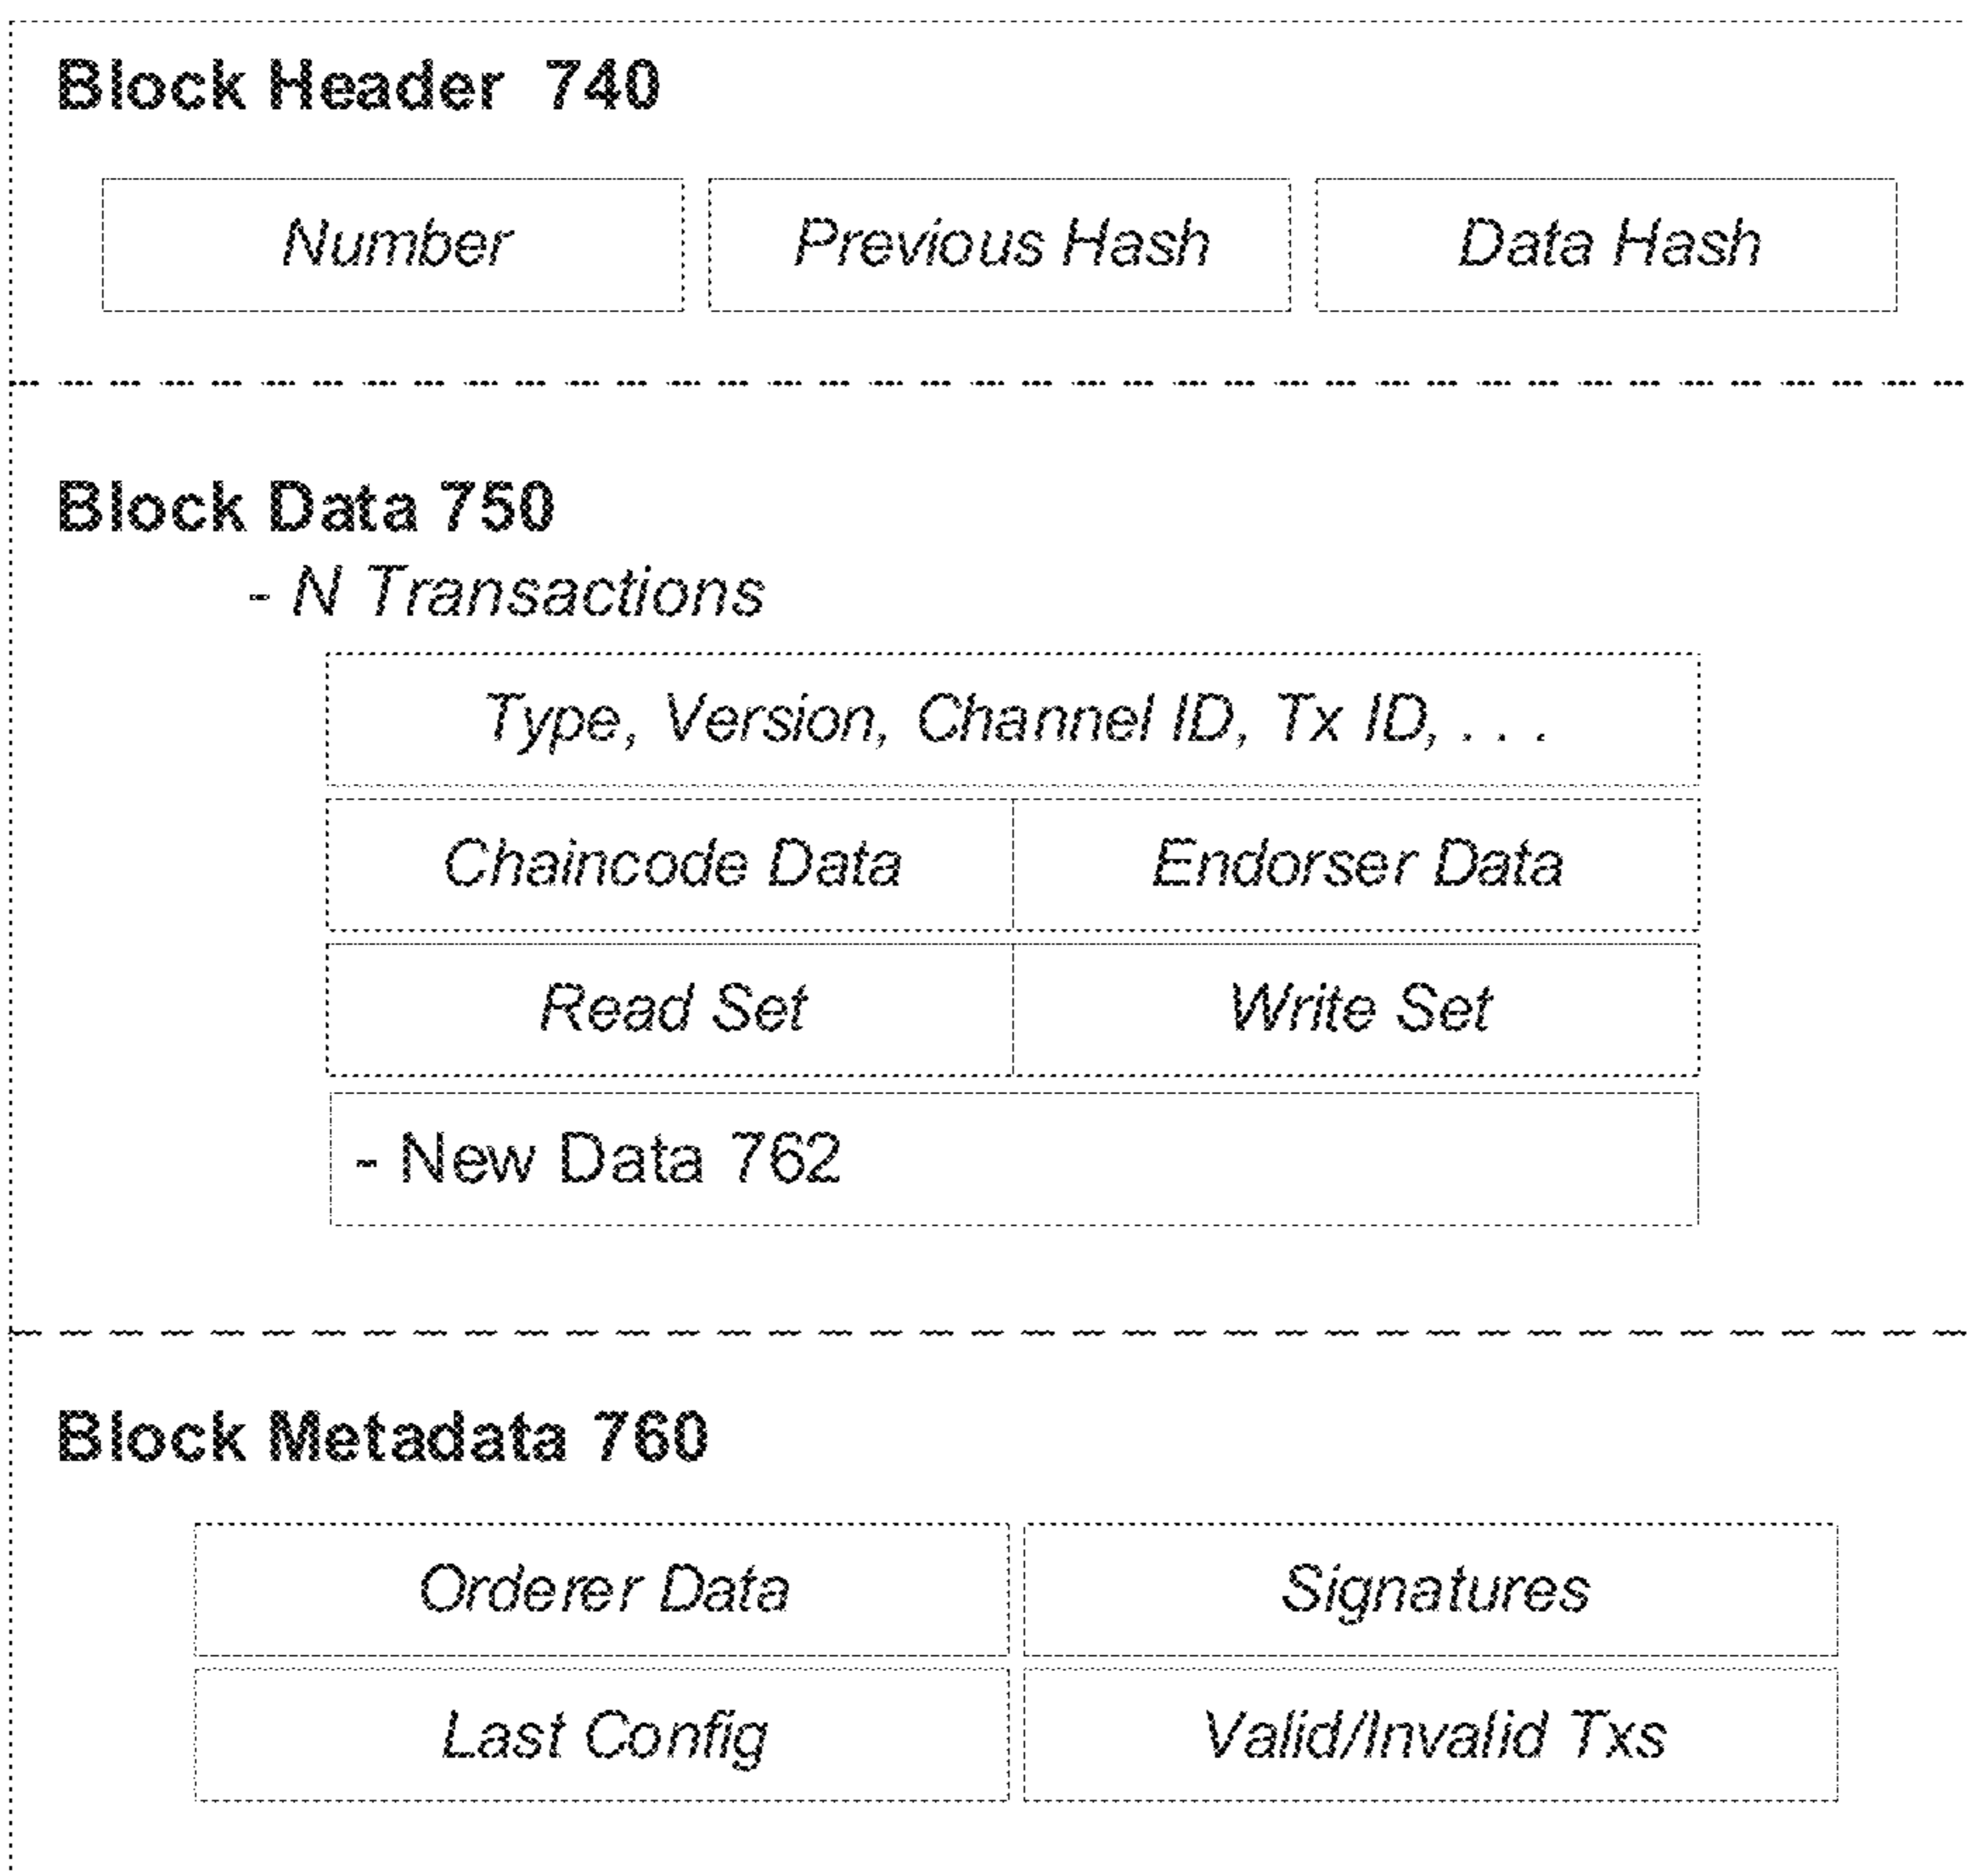 Block Header 740
Number Previous Hash Data Hash
Block Data 750
- N Transactions
Type, Version, Channel ID, Tx ID, . . .
Chaincode Data Endorser Data
Read Set Write Set
- New Data 762
Block Metadata 760
Orderer Data Signatures
Last Config Valid/Invalid Txs